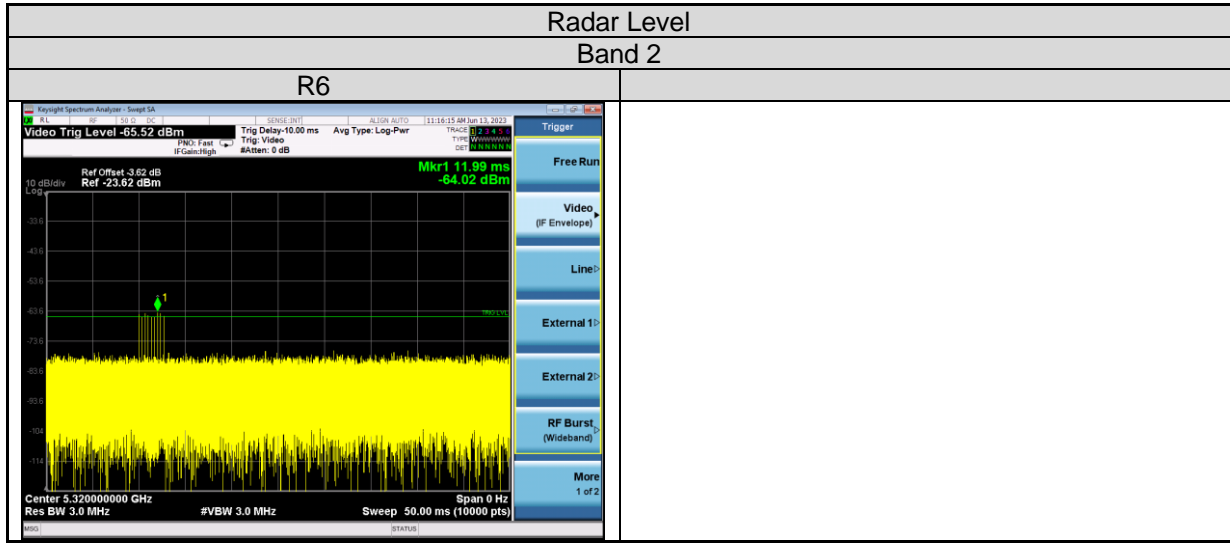 Radar Level
Band 2
R6
Keysight Spectrum Analyzer - Swept SA
RL RF 50 Ω DC SENSE:INT ALIGN AUTO 11:16:15 AM Jun 13, 2023
Video Trig Level -65.52 dBm
PNO: Fast
IFGain:High
Trig Delay-10.00 ms
Trig: Video
#Atten: 0 dB
Avg Type: Log-Pwr
TRACE 1 2 3 4 5 6
TYPE W
DET N N N N N N
Trigger
Mkr1 11.99 ms
-64.02 dBm
Ref Offset -3.62 dB
10 dB/div Ref -23.62 dBm
Log
Free Run
-33.6
Video
(IF Envelope)
-43.6
Line
-53.6
1
-63.6
TRIG LVL
External 1
-73.6
-83.6
External 2
-93.6
-104
RF Burst
(Wideband)
-114
More
1 of 2
Center 5.320000000 GHz Span 0 Hz
Res BW 3.0 MHz #VBW 3.0 MHz Sweep 50.00 ms (10000 pts)
MSG STATUS